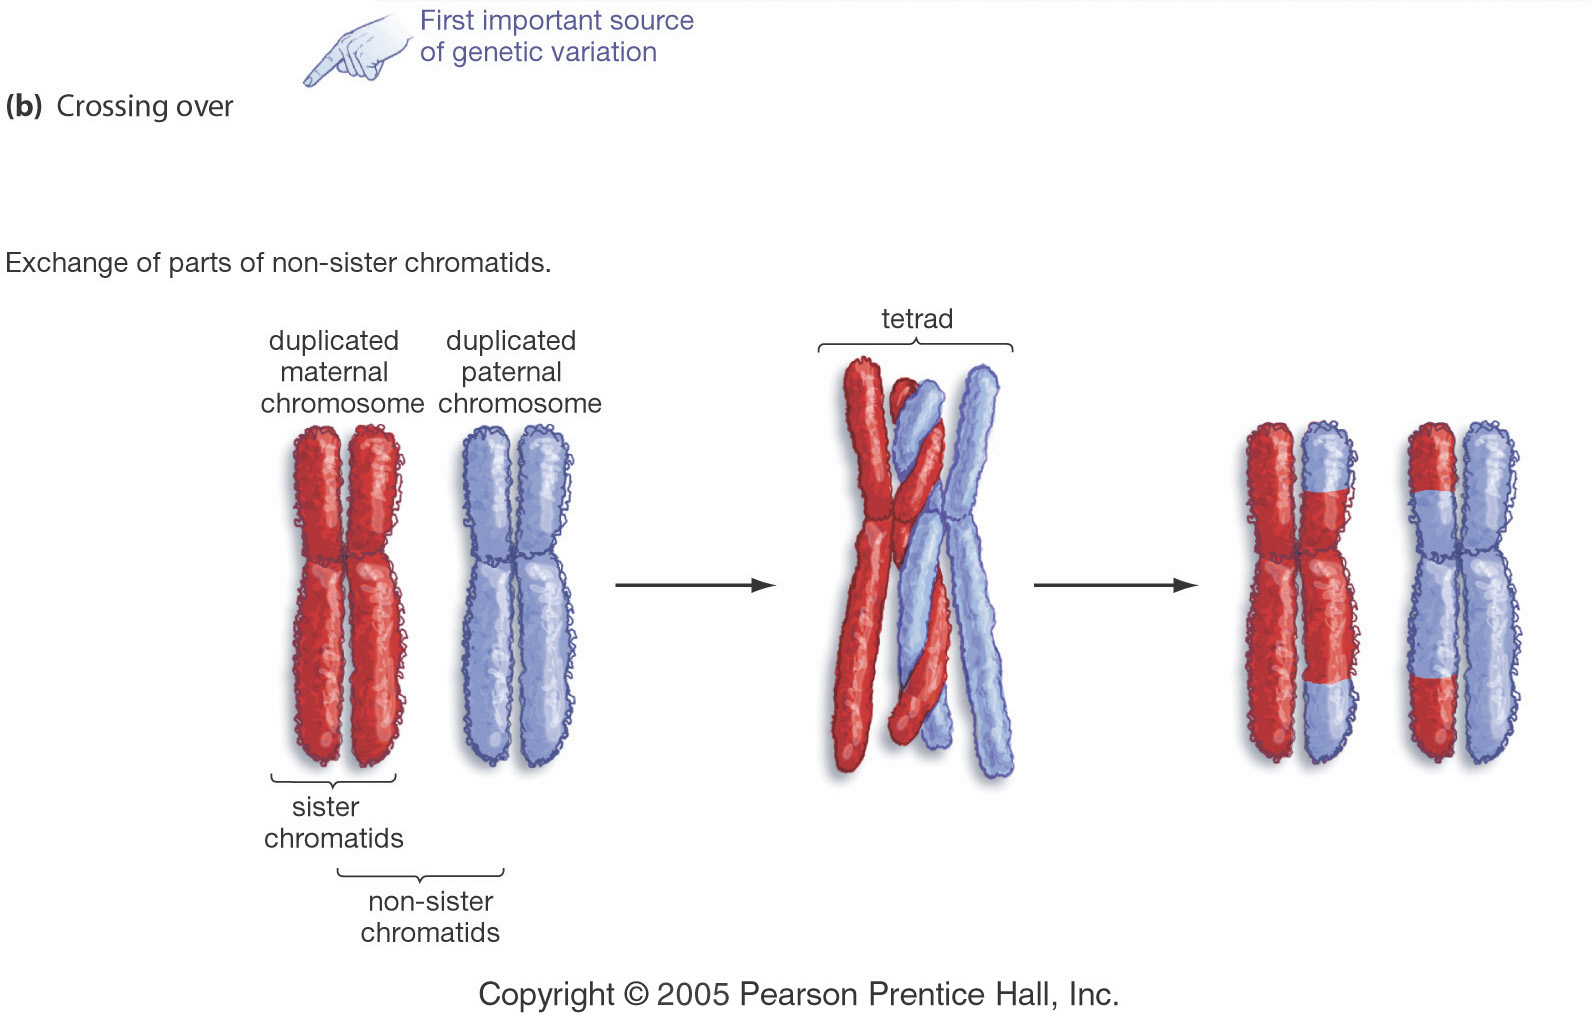 First important source
of genetic variation
(b) Crossing over
Exchange of parts of non-sister chromatids.
duplicated
maternal
chromosome
duplicated
paternal
chromosome
tetrad
sister
chromatids
non-sister
chromatids
Copyright © 2005 Pearson Prentice Hall, Inc.